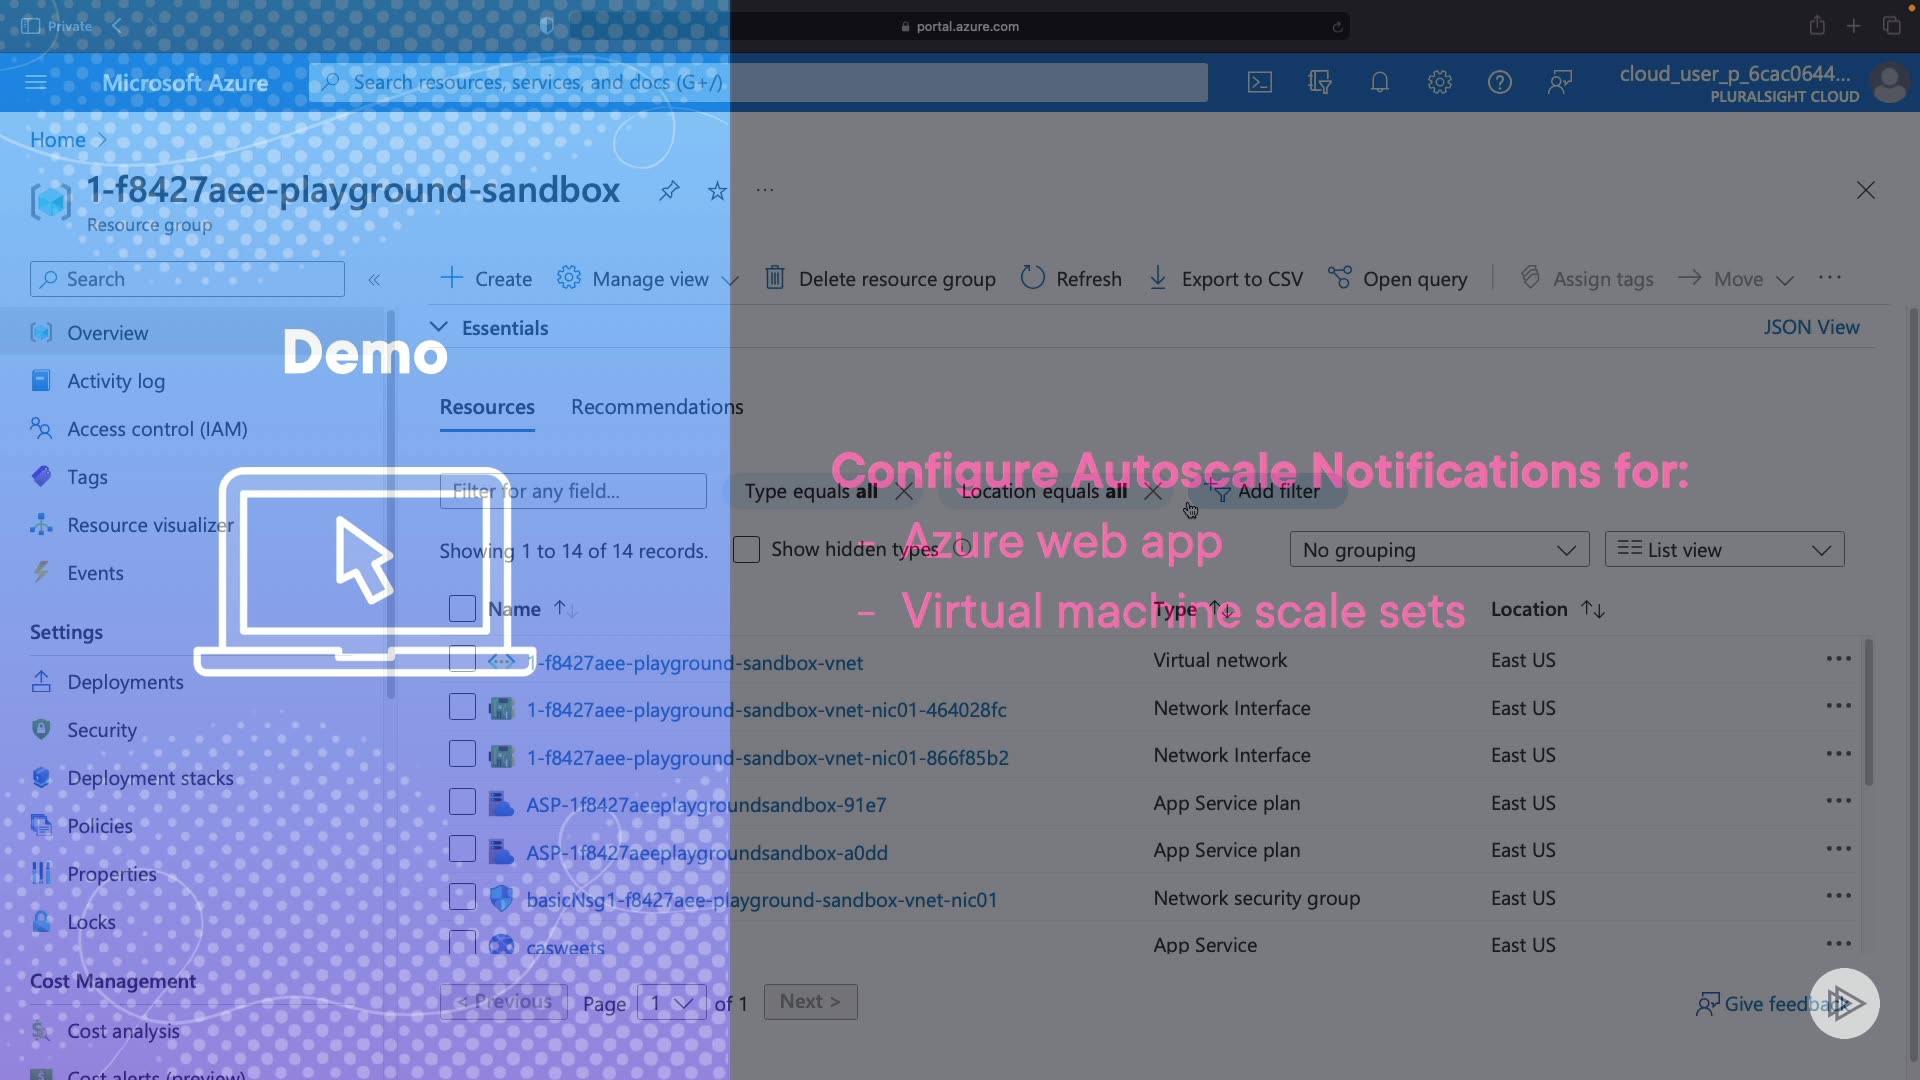 Private
portal.azure.com
Microsoft Azure
Search resources, services, and docs (G+/)
cloud_user_p_6cac0644...
PLURALSIGHT CLOUD
Home
1-f8427aee-playground-sandbox
Resource group
Search
Create
Manage view
Delete resource group
Refresh
Export to CSV
Open query
Assign tags
Move
Overview
Essentials
JSON View
Demo
Activity log
Resources
Recommendations
Access control (IAM)
Configure Autoscale Notifications for:
Tags
Filter for any field...
Type equals all
Location equals all
Add filter
- Azure web app
Resource visualizer
Showing 1 to 14 of 14 records.
Show hidden types
No grouping
List view
Events
- Virtual machine scale sets
Name
Type
Location
Settings
1-f8427aee-playground-sandbox-vnet
Virtual network
East US
Deployments
1-f8427aee-playground-sandbox-vnet-nic01-464028fc
Network Interface
East US
Security
1-f8427aee-playground-sandbox-vnet-nic01-866f85b2
Network Interface
East US
Deployment stacks
ASP-1f8427aeeplaygroundsandbox-91e7
App Service plan
East US
Policies
ASP-1f8427aeeplaygroundsandbox-a0dd
App Service plan
East US
Properties
basicNsg1-f8427aee-playground-sandbox-vnet-nic01
Network security group
East US
Locks
casweets
App Service
East US
Cost Management
< Previous
Page
1
of 1
Next >
Give feedback
Cost analysis
Cost alerts (preview)